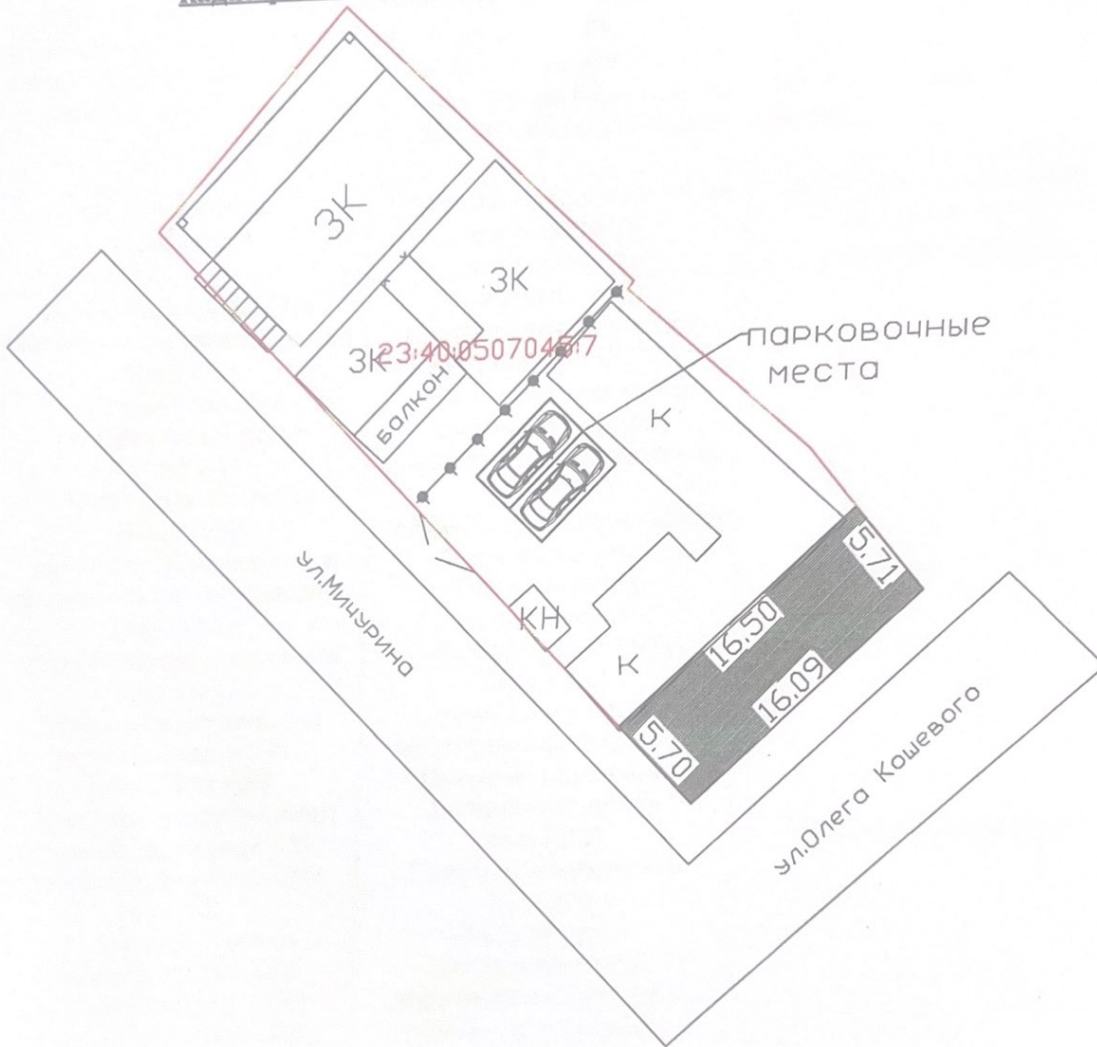 3К
3К
3К
23:40:0507045:7
Балкон
парковочные
места
К
5.71
16.50
16.09
КН
К
5.70
ул.Мичурина
ул.Олега Кошевого